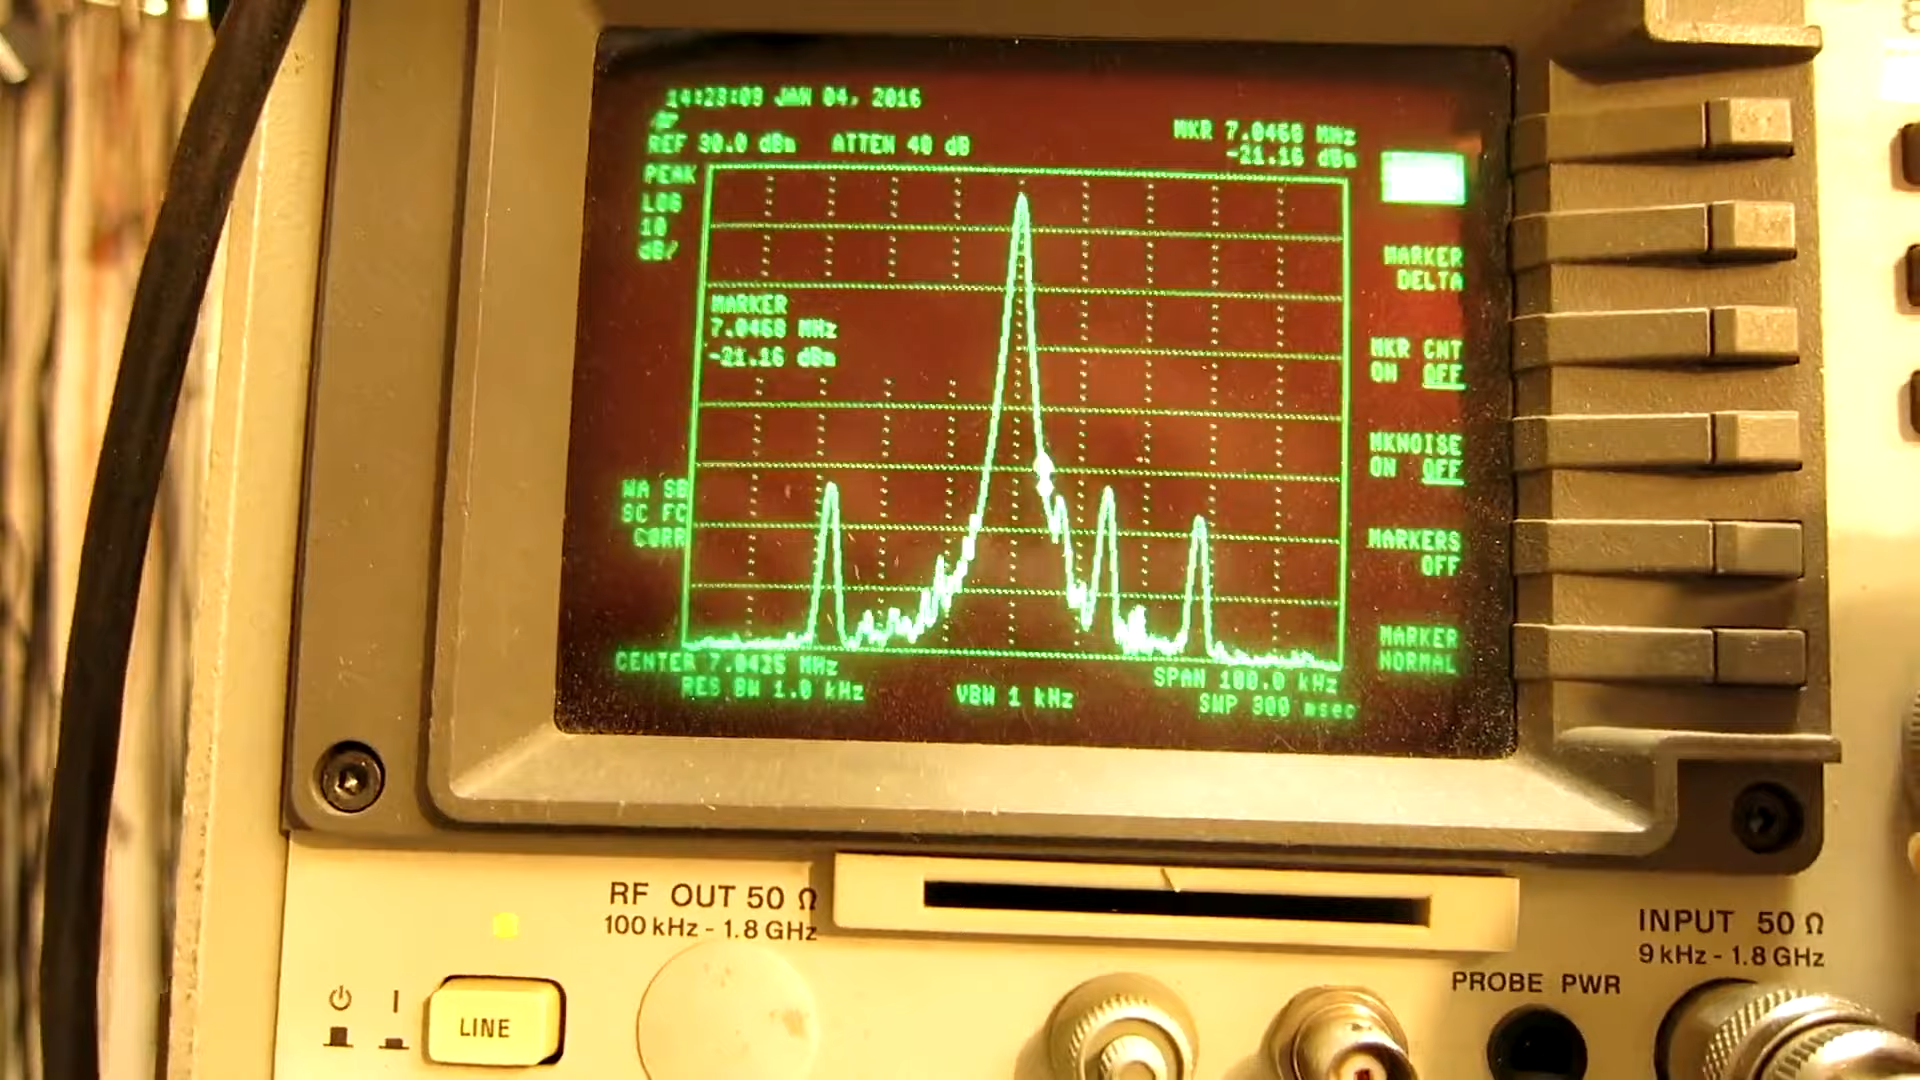 14:23:09 JAN 04, 2016
REF 30.0 dBm ATTEN 40 dB
MKR 7.0468 MHz
-21.16 dBm
PEAK
LOG
10
dB/
MARKER
7.0468 MHz
-21.16 dBm
WA SB
SC FC
CORR
CENTER 7.0435 MHz
SPAN 100.0 kHz
RES BW 1.0 kHz
VBW 1 kHz
SWP 300 msec
MARKER
DELTA
MKR CNT
ON OFF
MKNOISE
ON OFF
MARKERS
OFF
MARKER
NORMAL
RF OUT 50 Ω
100 kHz - 1.8 GHz
LINE
INPUT 50 Ω
9 kHz - 1.8 GHz
PROBE PWR